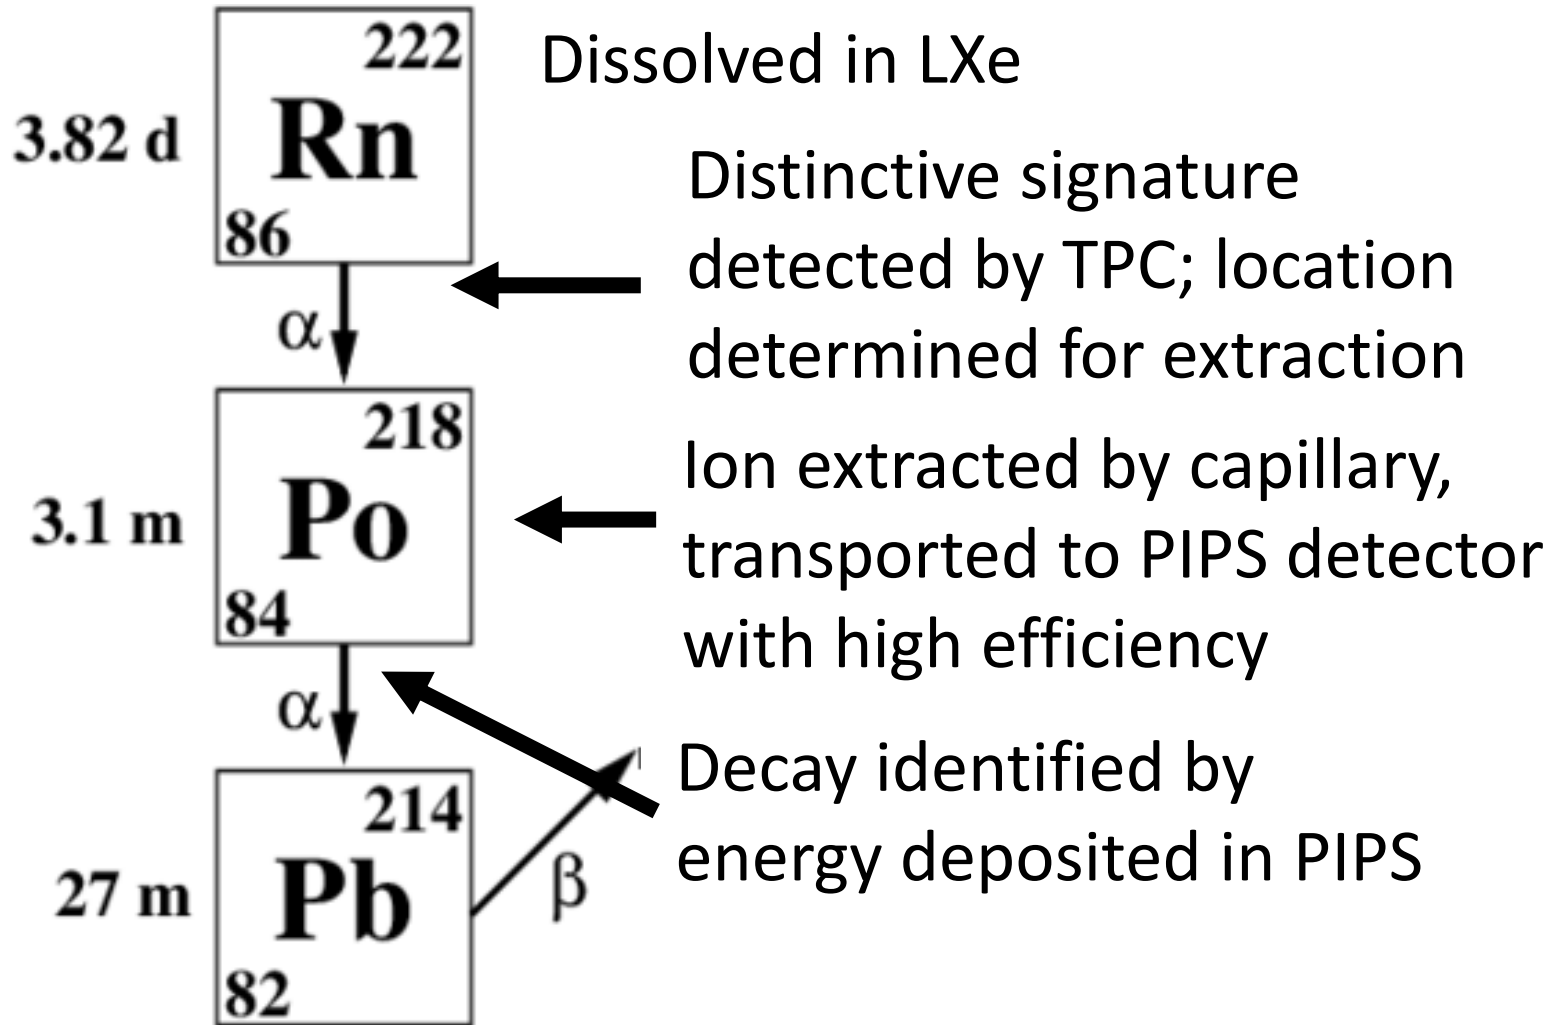 222
Rn
86
3.82 d
Dissolved in LXe
α
Distinctive signature
detected by TPC; location
determined for extraction
218
Po
84
3.1 m
Ion extracted by capillary,
transported to PIPS detector
with high efficiency
α
Decay identified by
energy deposited in PIPS
214
Pb
82
27 m
β